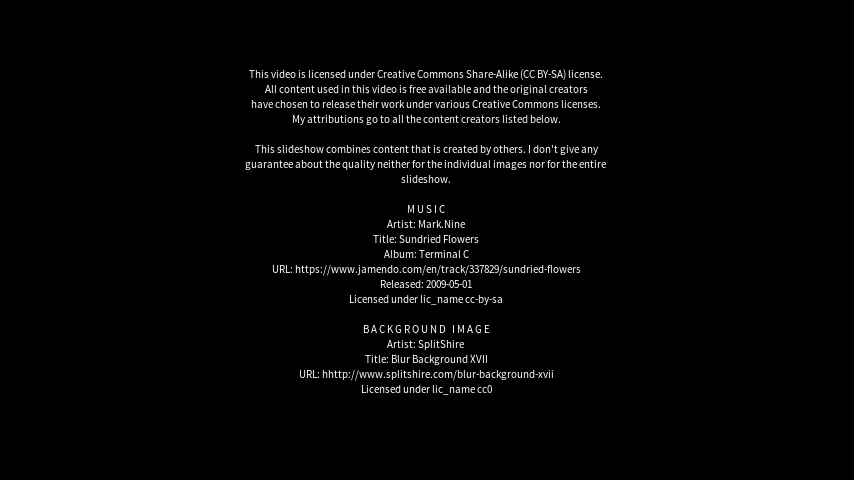 This video is licensed under Creative Commons Share-Alike (CC BY-SA) license.
All content used in this video is free available and the original creators
have chosen to release their work under various Creative Commons licenses.
My attributions go to all the content creators listed below.
This slideshow combines content that is created by others. I don't give any
guarantee about the quality neither for the individual images nor for the entire
slideshow.
MUSIC
Artist: Mark.Nine
Title: Sundried Flowers
Album: Terminal C
URL: https://www.jamendo.com/en/track/337829/sundried-flowers
Released: 2009-05-01
Licensed under lic_name cc-by-sa
BACKGROUND IMAGE
Artist: SplitShire
Title: Blur Background XVII
URL: hhttp://www.splitshire.com/blur-background-xvii
Licensed under lic_name cc0